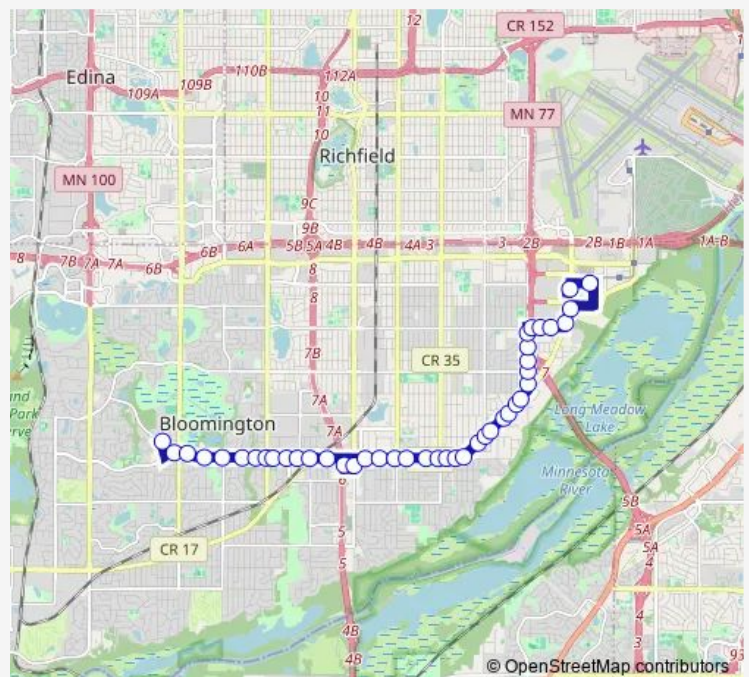 12
CR 152
Edina
110B
112A
109B
109A
10
11
MN 77
10
Richfield
MN 100
9C
9B
8
7B
7A
6B
6B
6A
5B
5A
4B
4B
4A
3
3
2B
2B
1B
1A
1A-B
8
8
7B
CR 35
7
7A
Long Meadow
Lake
Bloomington
7A
Minnesota
River
6
5B
5A
5A
5
CR 17
5
4
4
4B
3
4B
© OpenStreetMap contributors